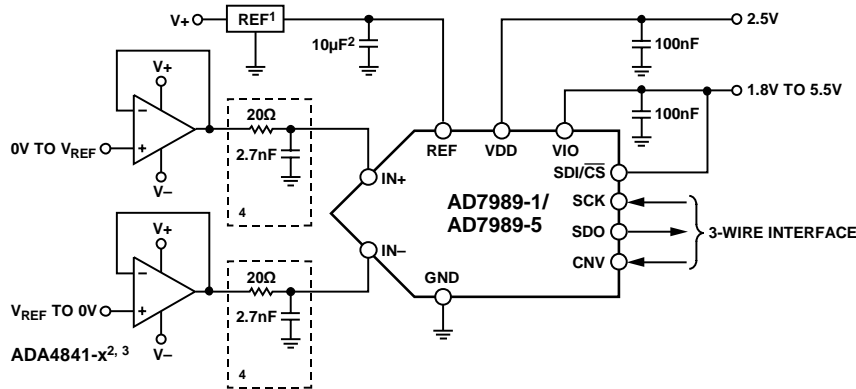 V+ REF1 10µF2 100nF 2.5V
V+ 100nF 1.8V TO 5.5V
20Ω
0V TO VREF 2.7nF REF VDD VIO
V– SDI/CS
4 IN+ AD7989-1/ AD7989-5 SCK
V+ SDO 3-WIRE INTERFACE
20Ω IN– GND CNV
VREF TO 0V 2.7nF
V–
ADA4841-x2, 3
4